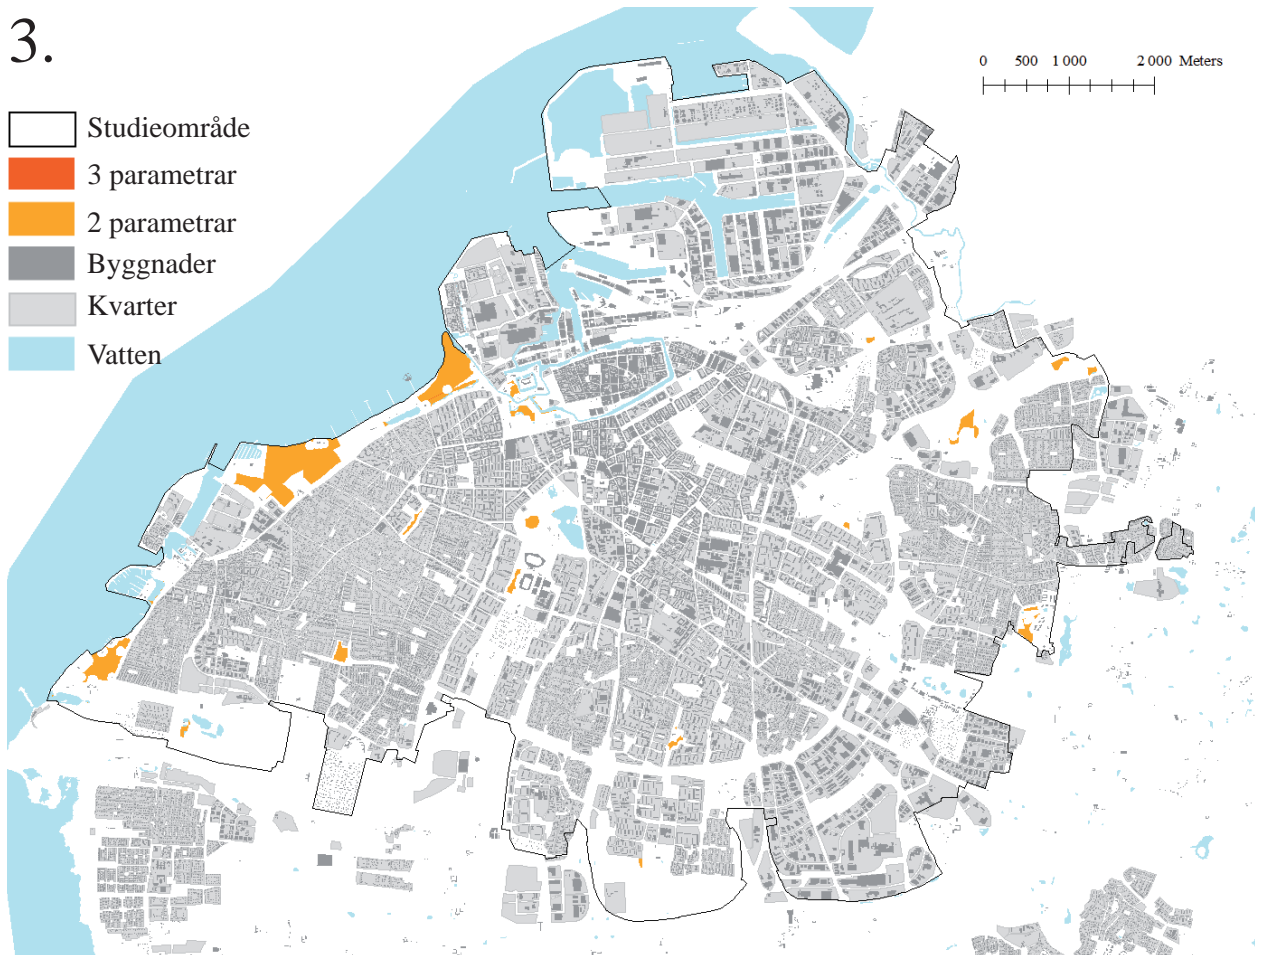 3.
0 500 1 000 2 000 Meters
Studieområde
3 parametrar
2 parametrar
Byggnader
Kvarter
Vatten